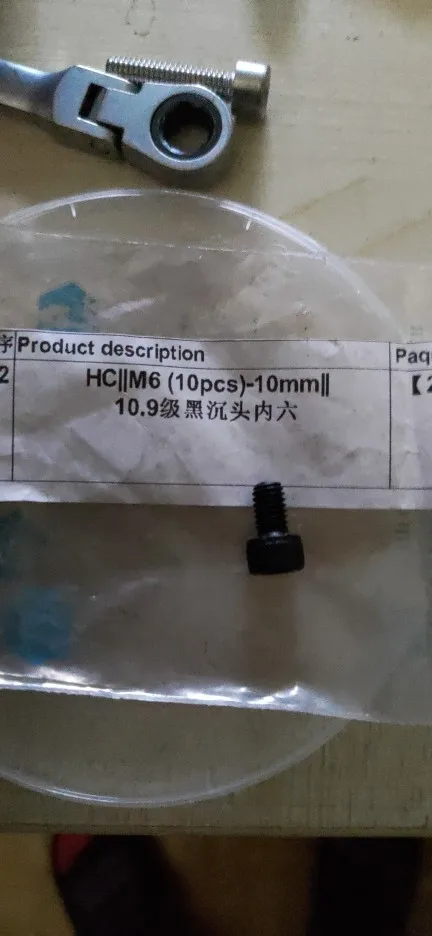 序 Product description Paq
2 HC||M6 (10pcs)-10mm|| 【2
10.9级黑沉头内六